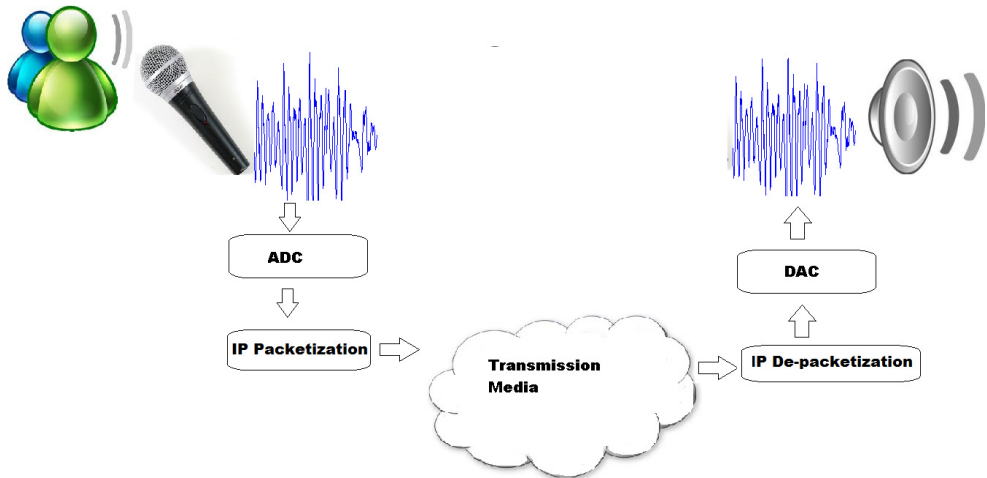 ADC
IP Packetization
Transmission
Media
IP De-packetization
DAC